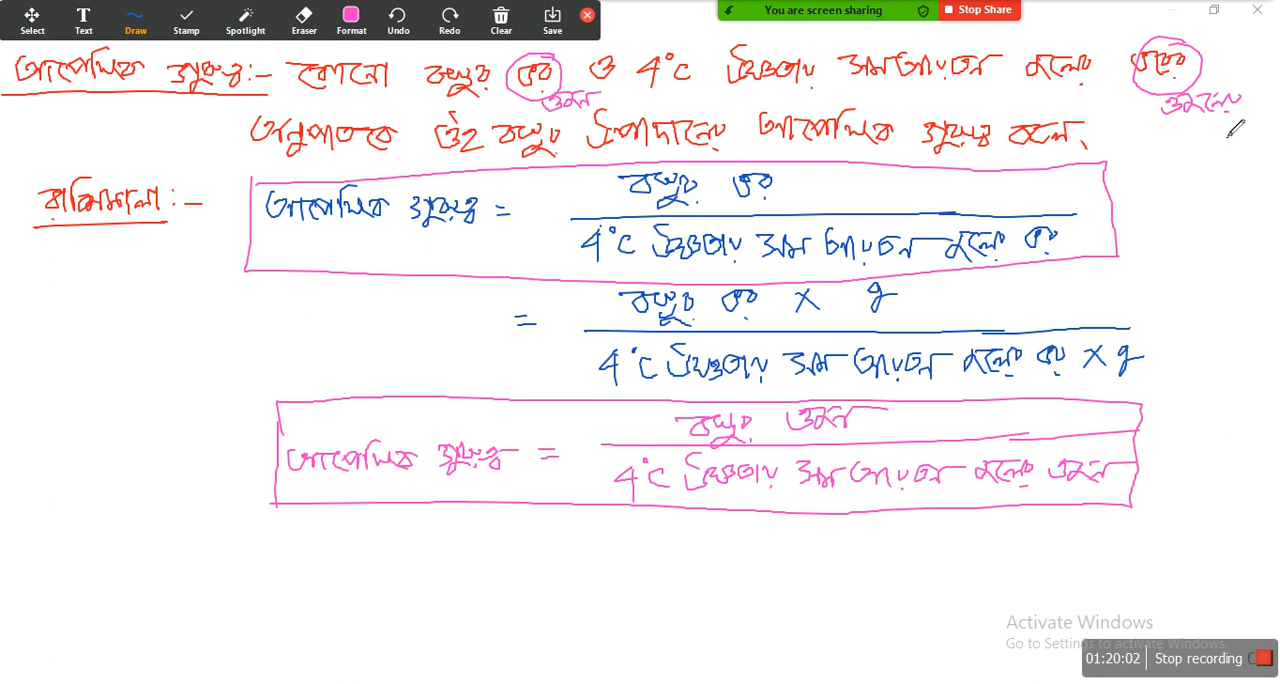 Select Text Draw Stamp Spotlight Eraser Format Undo Redo Clear Save
You are screen sharing Stop Share
আপেক্ষিক গুরুত্ব:- কোনো বস্তুর ভর ও 4°C উষ্ণতায় সমআয়তন জলের ভরের
ওজন ওজনের
অনুপাতকে ঐ বস্তুর উপাদানের আপেক্ষিক গুরুত্ব বলে।
রাশিমালা :-
আপেক্ষিক গুরুত্ব = বস্তুর ভর
4°C উষ্ণতায় সম আয়তন জলের ভর
= বস্তুর ভর × g
4°C উষ্ণতায় সম আয়তন জলের ভর × g
আপেক্ষিক গুরুত্ব = বস্তুর ওজন
4°C উষ্ণতায় সম আয়তন জলের ওজন
Activate Windows
Go to Settings to activate Windows.
01:20:02 Stop recording